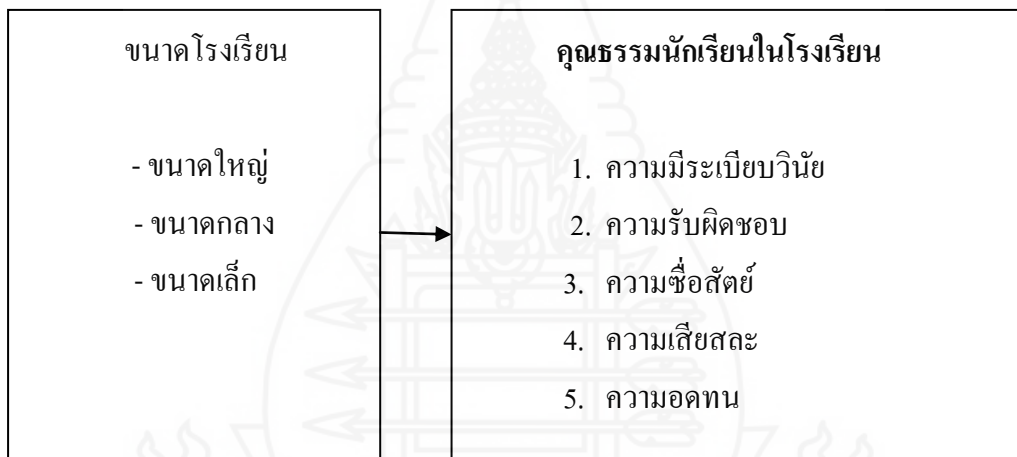 ขนาดโรงเรียน
- ขนาดใหญ่
- ขนาดกลาง
- ขนาดเล็ก
คุณธรรมนักเรียนในโรงเรียน
1. ความมีระเบียบวินัย
2. ความรับผิดชอบ
3. ความซื่อสัตย์
4. ความเสียสละ
5. ความอดทน